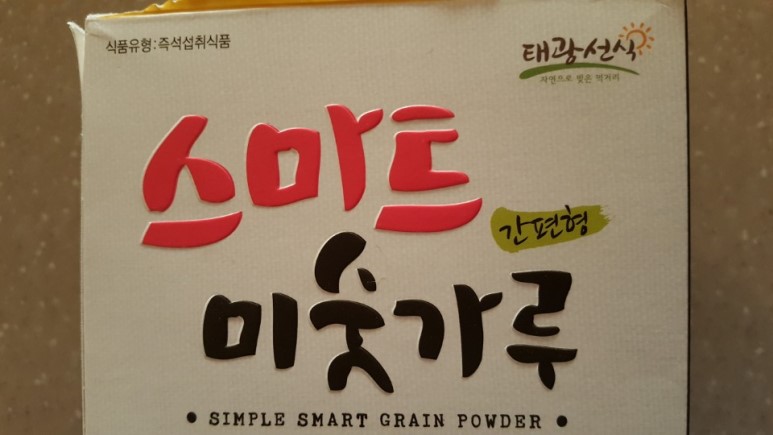 식품유형:즉석섭취식품
태광선식
자연으로 빚은 먹거리
스마트
간편형
미숫가루
• SIMPLE SMART GRAIN POWDER •